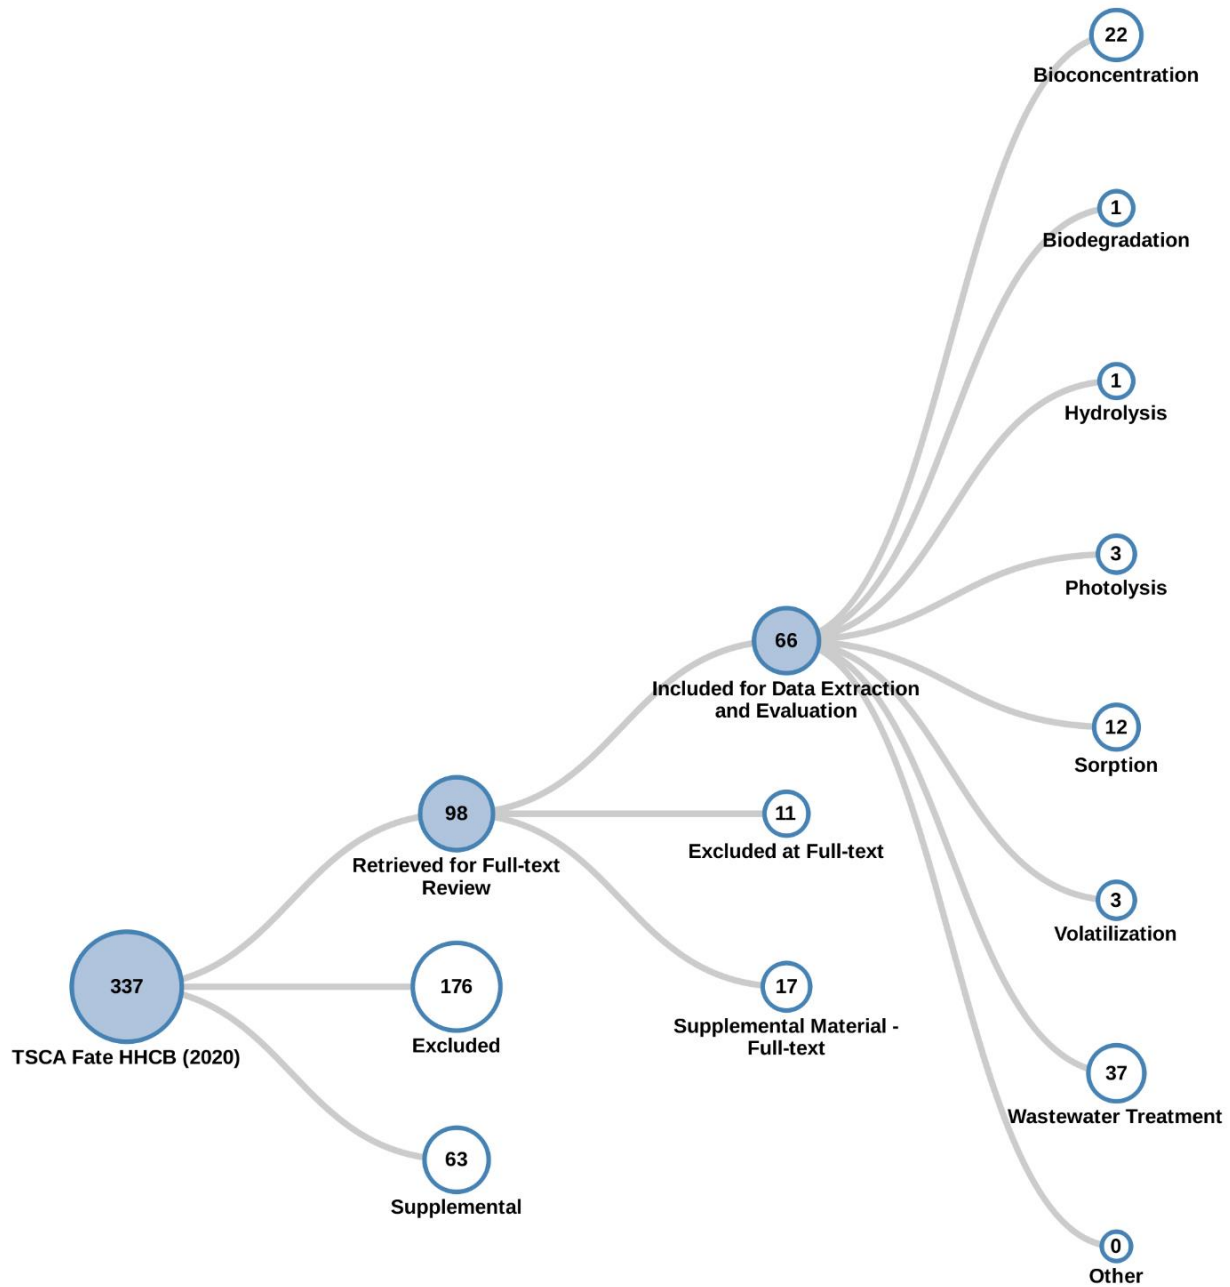 22
Bioconcentration
1
Biodegradation
1
Hydrolysis
3
Photolysis
66
Included for Data Extraction
and Evaluation
12
Sorption
98
Retrieved for Full-text
Review
11
Excluded at Full-text
3
Volatilization
337
TSCA Fate HHCB (2020)
176
Excluded
17
Supplemental Material -
Full-text
37
Wastewater Treatment
63
Supplemental
0
Other